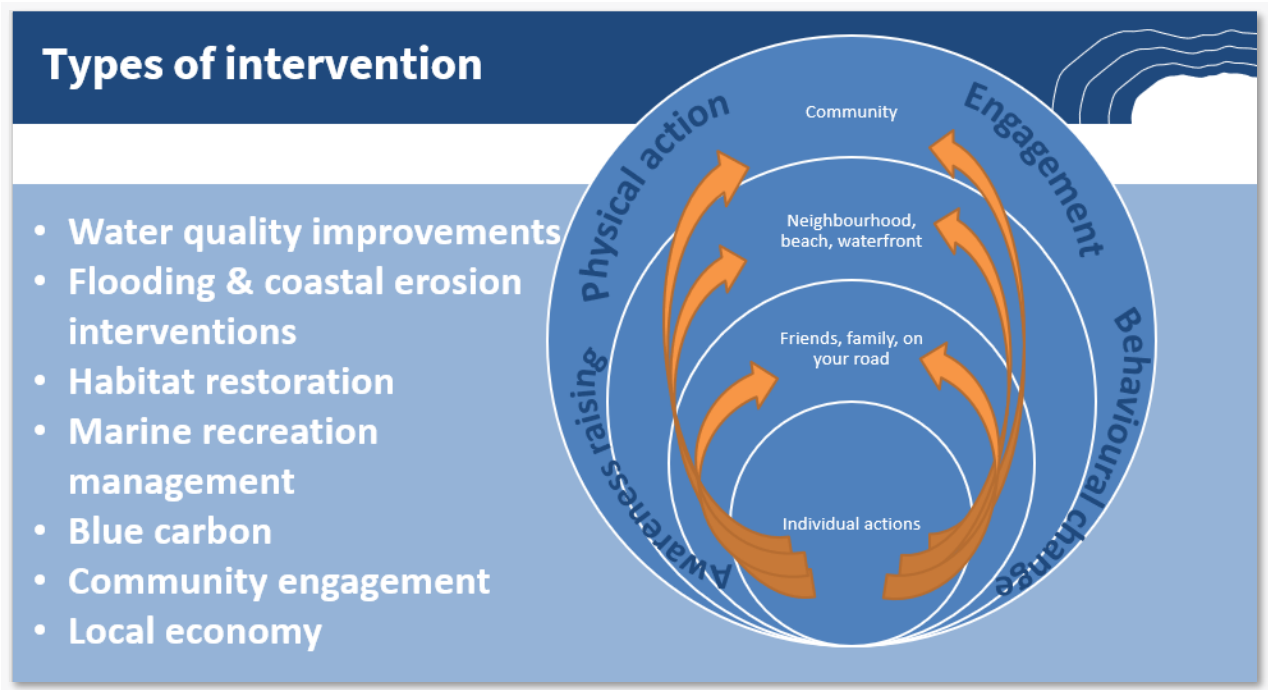 Types of intervention
• Water quality improvements
• Flooding & coastal erosion
interventions
• Habitat restoration
• Marine recreation
management
• Blue carbon
• Community engagement
• Local economy
Physical action
Engagement
Awareness raising
Behavioural change
Community
Neighbourhood,
beach, waterfront
Friends, family, on
your road
Individual actions